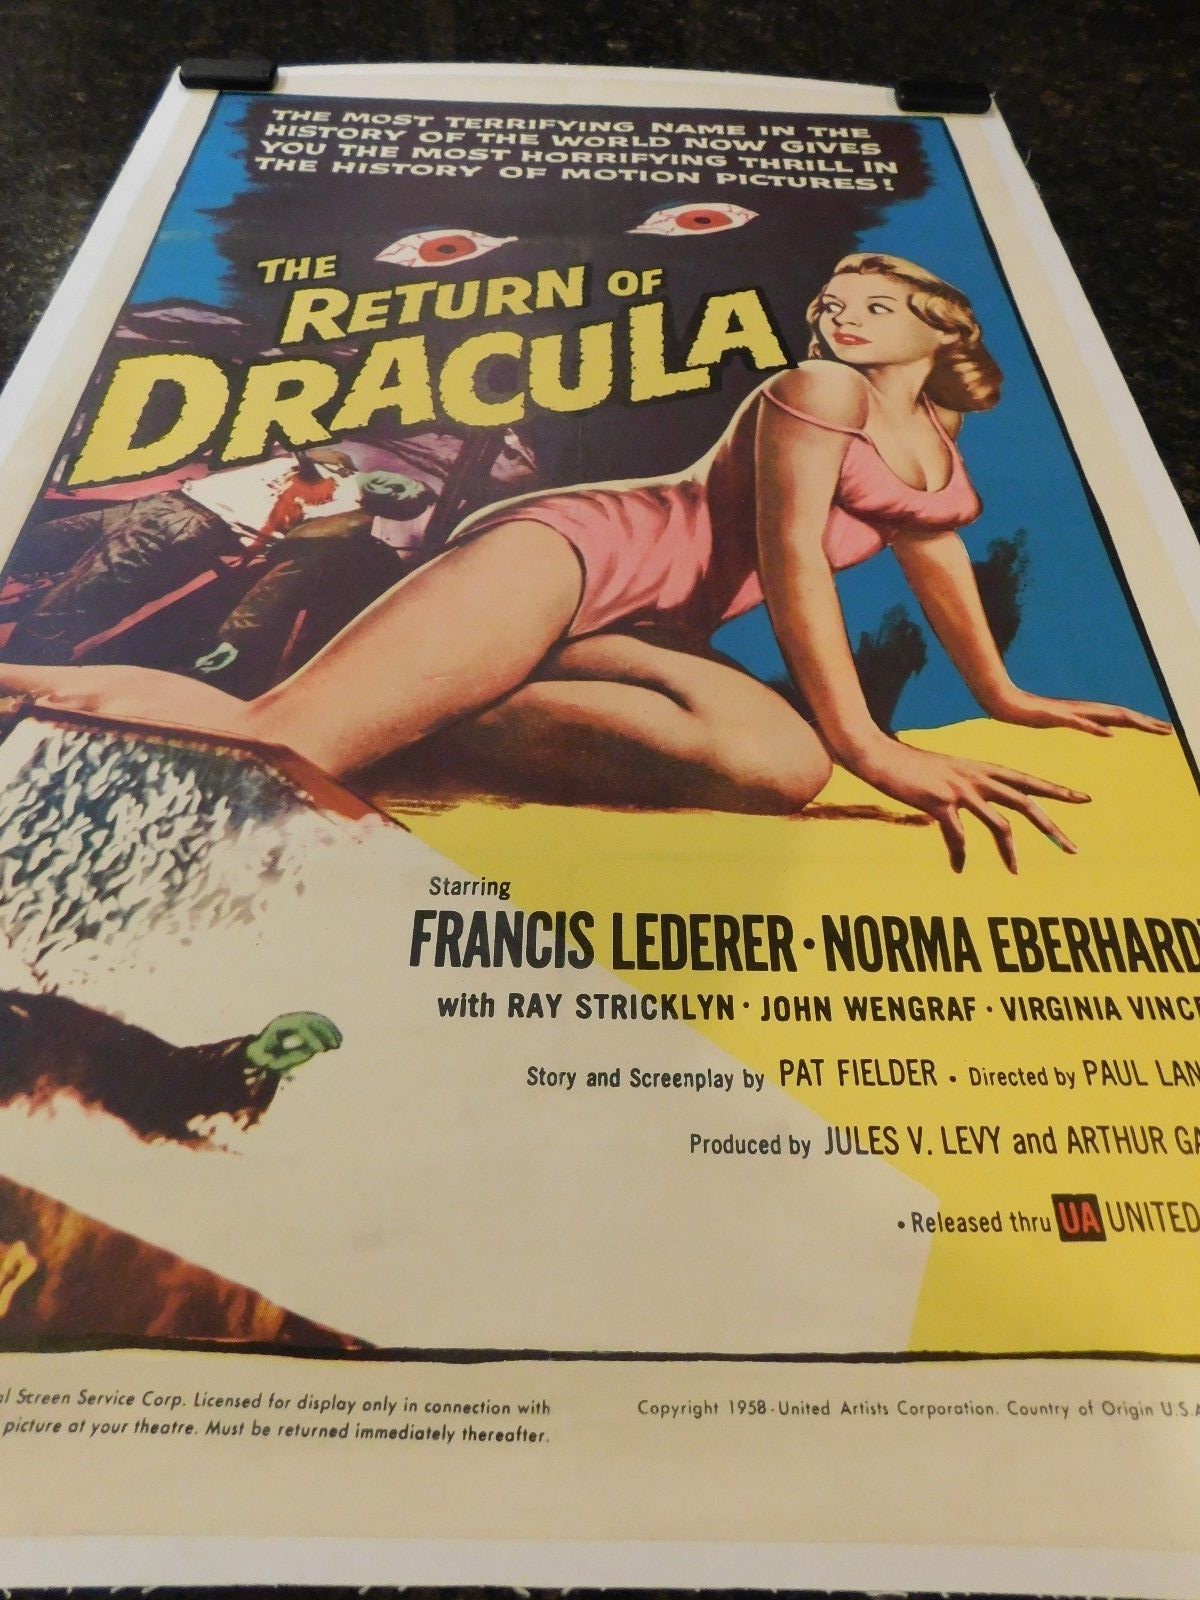 THE MOST TERRIFYING NAME IN THE
HISTORY OF THE WORLD NOW GIVES
YOU THE MOST HORRIFYING THRILL IN
THE HISTORY OF MOTION PICTURES!
THE
RETURN OF
DRACULA
Starring
FRANCIS LEDERER · NORMA EBERHARD
with RAY STRICKLYN · JOHN WENGRAF · VIRGINIA VINC
Story and Screenplay by PAT FIELDER · Directed by PAUL LAN
Produced by JULES V. LEVY and ARTHUR GA
• Released thru UA UNITED
al Screen Service Corp. Licensed for display only in connection with
picture at your theatre. Must be returned immediately thereafter.
Copyright 1958 - United Artists Corporation. Country of Origin U.S.A